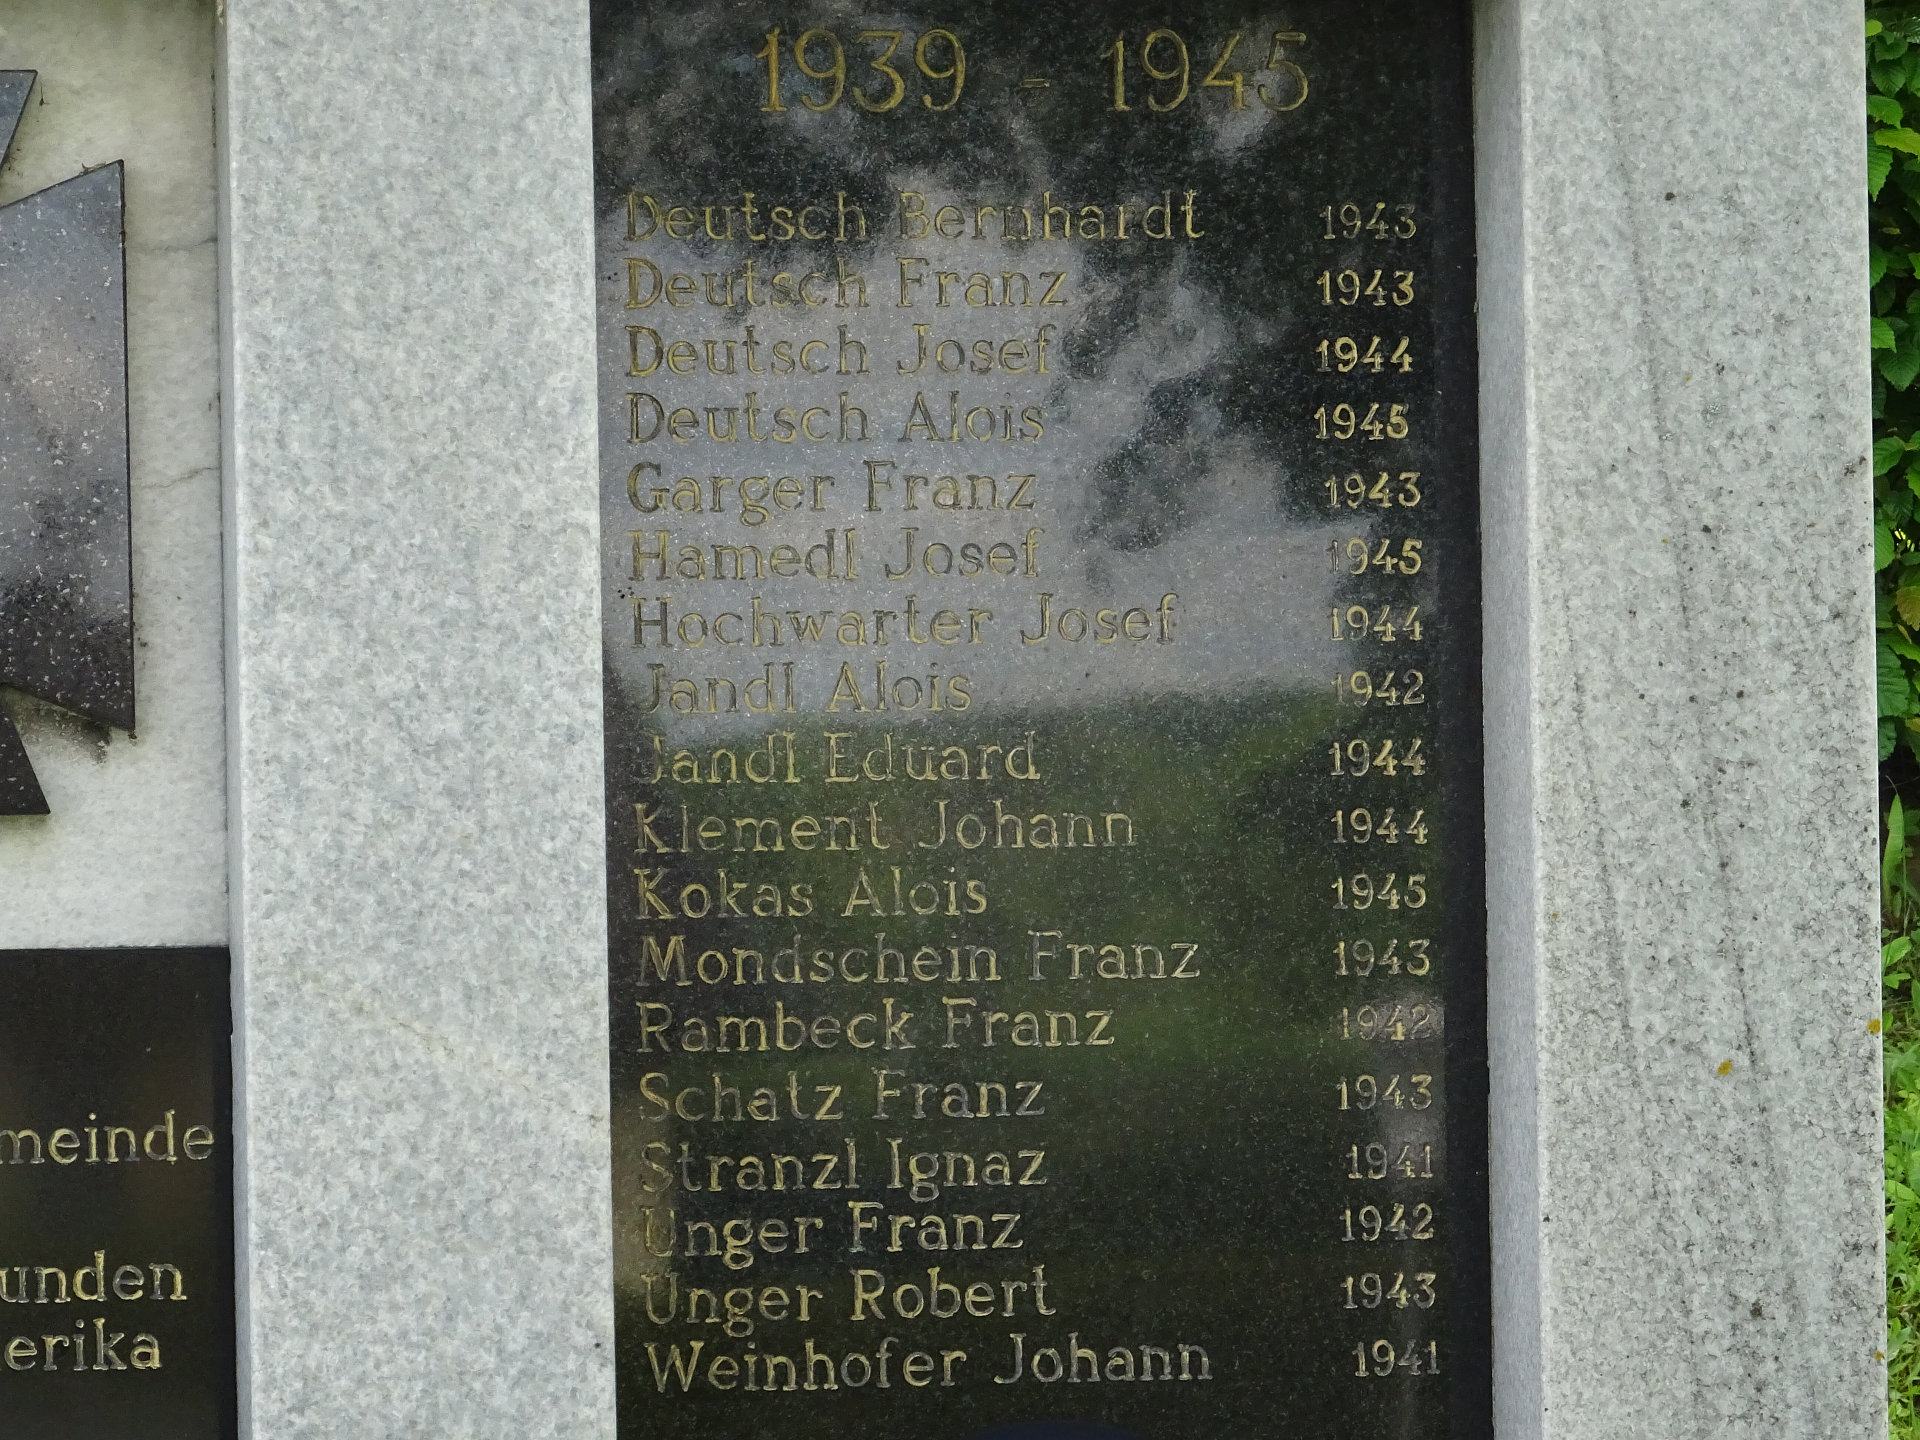 1939 - 1945
Deutsch Bernhardt 1943
Deutsch Franz 1943
Deutsch Josef 1944
Deutsch Alois 1945
Garger Franz 1943
Hamedl Josef 1945
Hochwarter Josef 1944
Jandl Alois 1942
Jandl Eduard 1944
Klement Johann 1944
Kokas Alois 1945
Mondschein Franz 1943
Rambeck Franz 1942
Schatz Franz 1943
Stranzl Ignaz 1941
Unger Franz 1942
Unger Robert 1943
Weinhofer Johann 1941
meinde
unden
erika